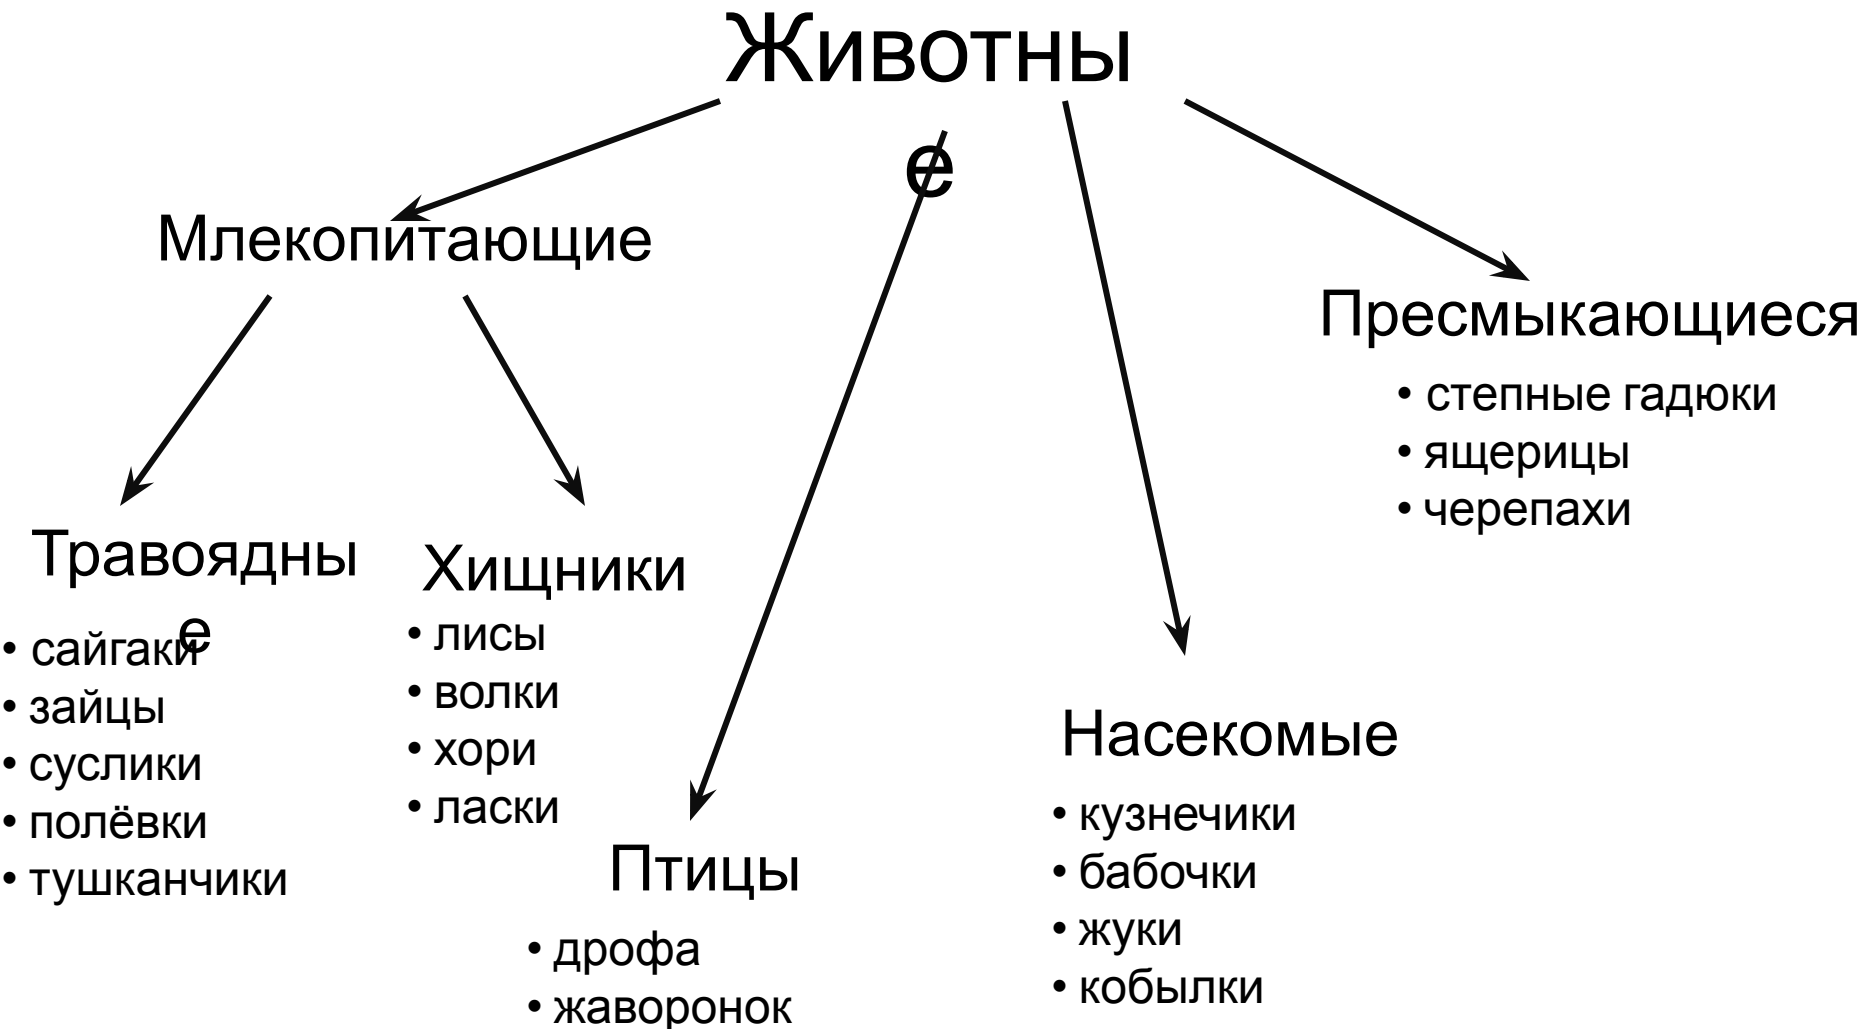 Животны
е
Млекопитающие
Пресмыкающиеся
• степные гадюки
• ящерицы
• черепахи
Травоядны
е
• сайгаки
• зайцы
• суслики
• полёвки
• тушканчики
Хищники
• лисы
• волки
• хори
• ласки
Птицы
• дрофа
• жаворонок
Насекомые
• кузнечики
• бабочки
• жуки
• кобылки